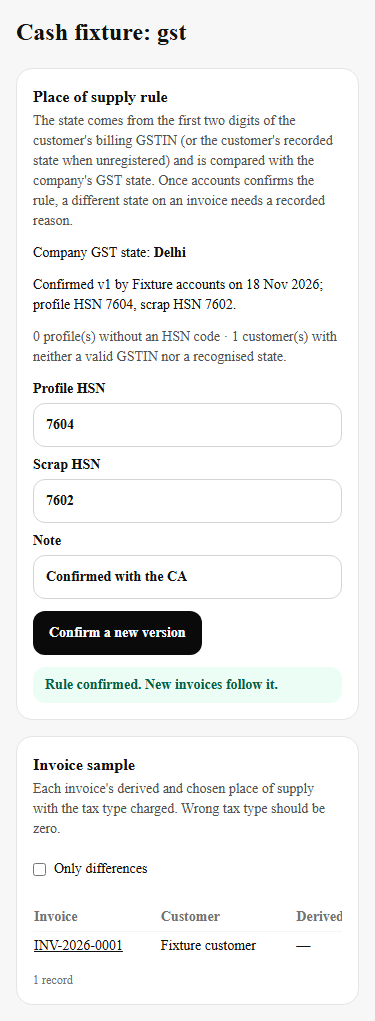 Cash fixture: gst
Place of supply rule
The state comes from the first two digits of the
customer's billing GSTIN (or the customer's recorded
state when unregistered) and is compared with the
company's GST state. Once accounts confirms the
rule, a different state on an invoice needs a recorded
reason.
Company GST state: Delhi
Confirmed v1 by Fixture accounts on 18 Nov 2026;
profile HSN 7604, scrap HSN 7602.
0 profile(s) without an HSN code · 1 customer(s) with
neither a valid GSTIN nor a recognised state.
Profile HSN
7604
Scrap HSN
7602
Note
Confirmed with the CA
Confirm a new version
Rule confirmed. New invoices follow it.
Invoice sample
Each invoice's derived and chosen place of supply
with the tax type charged. Wrong tax type should be
zero.
Only differences
Invoice Customer Derived
INV-2026-0001 Fixture customer —
1 record